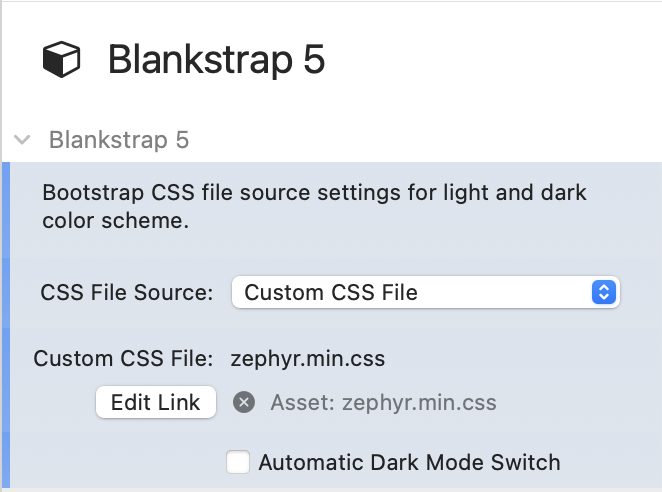 Blankstrap 5
Blankstrap 5
Bootstrap CSS file source settings for light and dark
color scheme.
CSS File Source: Custom CSS File
Custom CSS File: zephyr.min.css
Edit Link Asset: zephyr.min.css
Automatic Dark Mode Switch